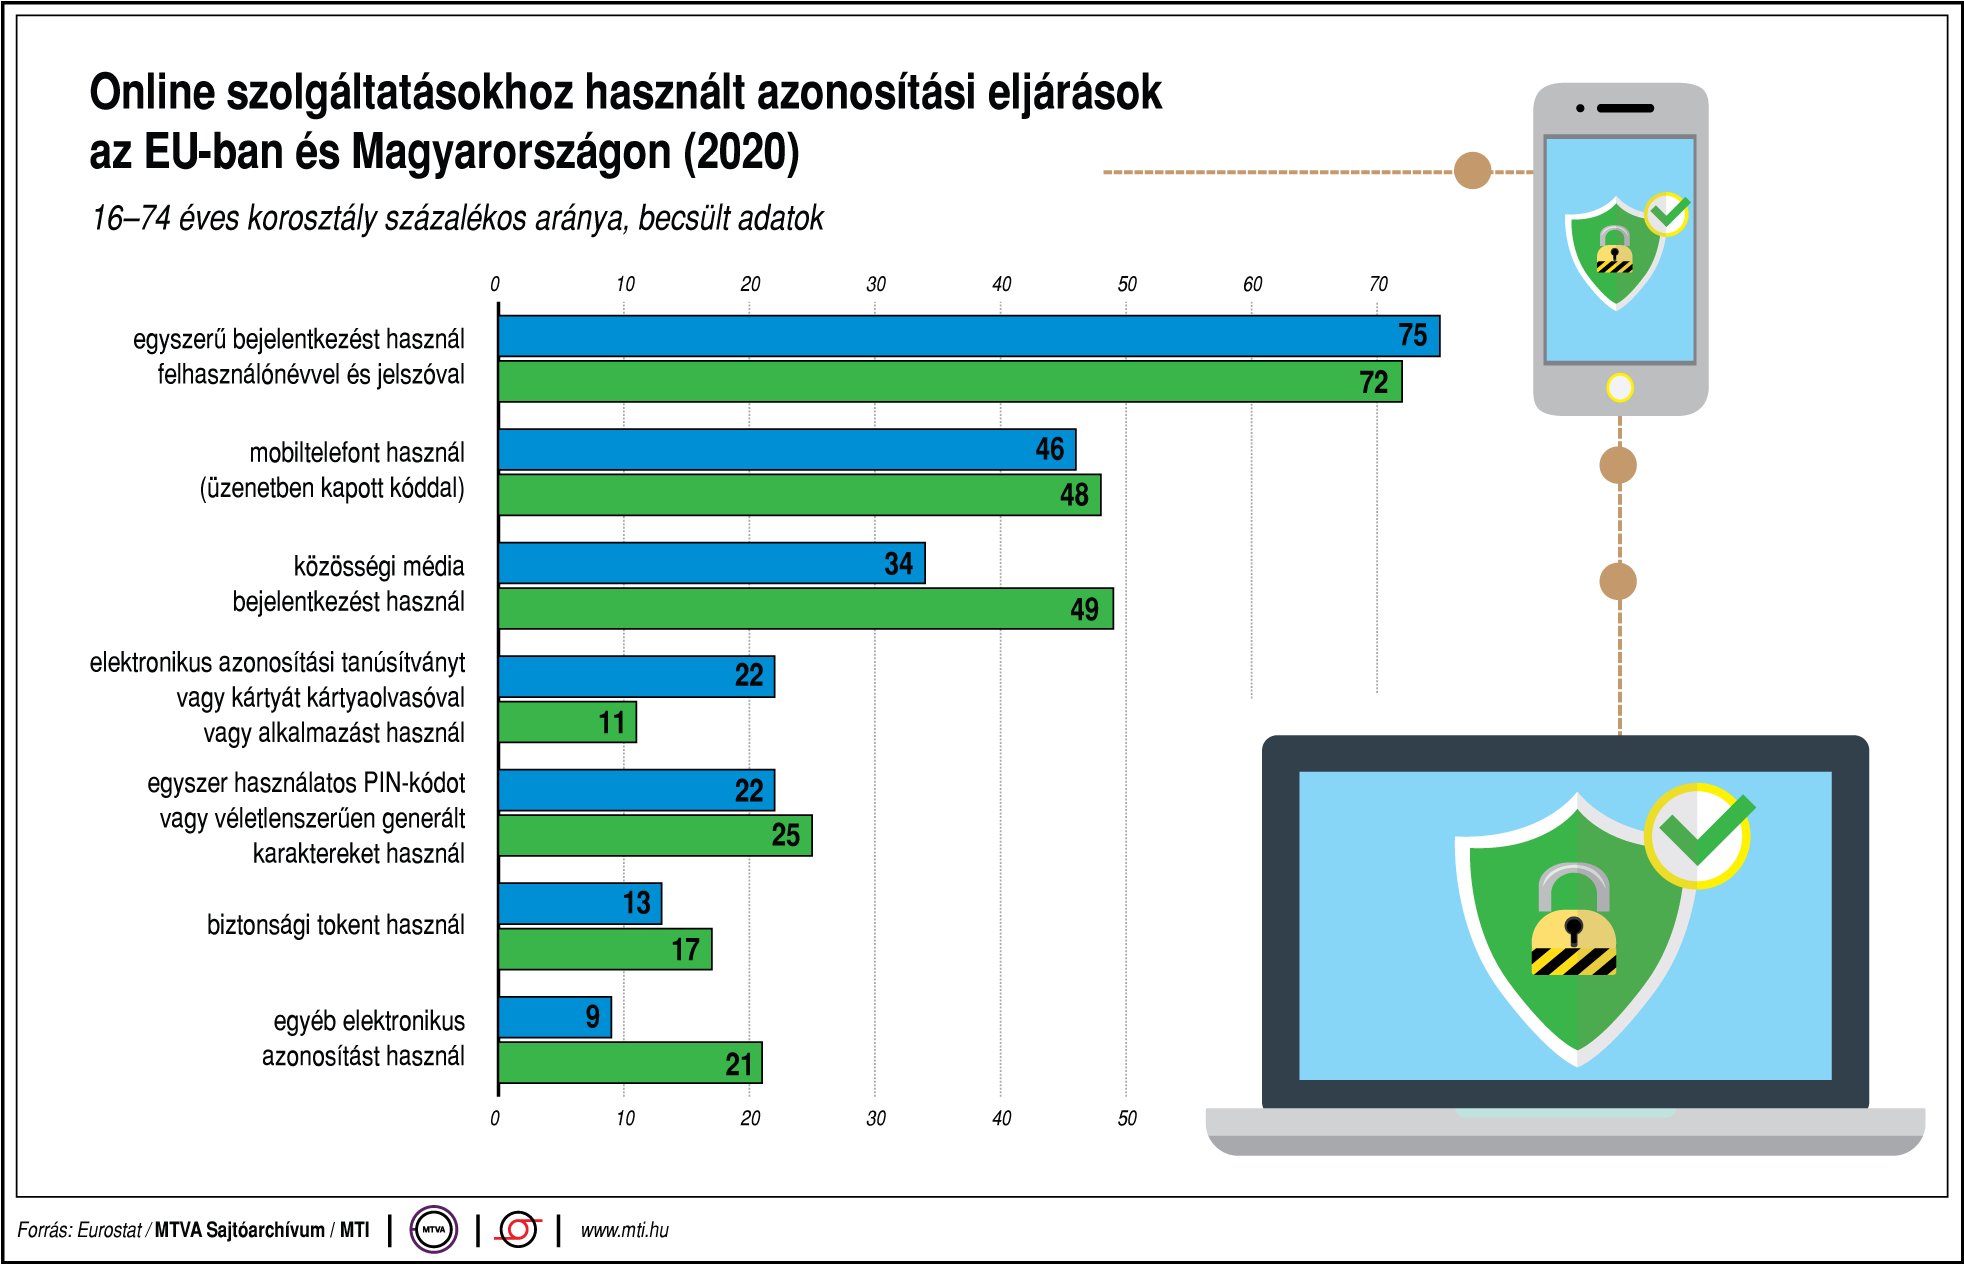 Online szolgáltatásokhoz használt azonosítási eljárások
az EU-ban és Magyarországon (2020)
16–74 éves korosztály százalékos aránya, becsült adatok
0 10 20 30 40 50 60 70
egyszerű bejelentkezést használ
felhasználónévvel és jelszóval
75
72
mobiltelefont használ
(üzenetben kapott kóddal)
46
48
közösségi média
bejelentkezést használ
34
49
elektronikus azonosítási tanúsítványt
vagy kártyát kártyaolvasóval
vagy alkalmazást használ
22
11
egyszer használatos PIN-kódot
vagy véletlenszerűen generált
karaktereket használ
22
25
biztonsági tokent használ
13
17
egyéb elektronikus
azonosítást használ
9
21
0 10 20 30 40 50
Forrás: Eurostat / MTVA Sajtóarchívum / MTI | MTVA | | www.mti.hu